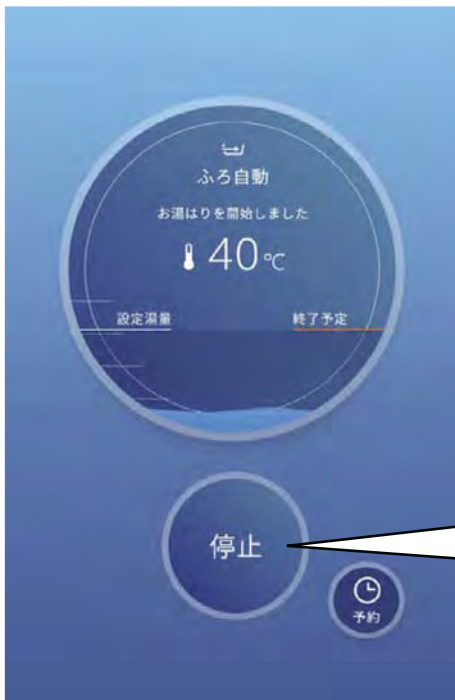 ふろ自動
お湯はりを開始しました
40℃
設定湯量
終了予定
停止
予約